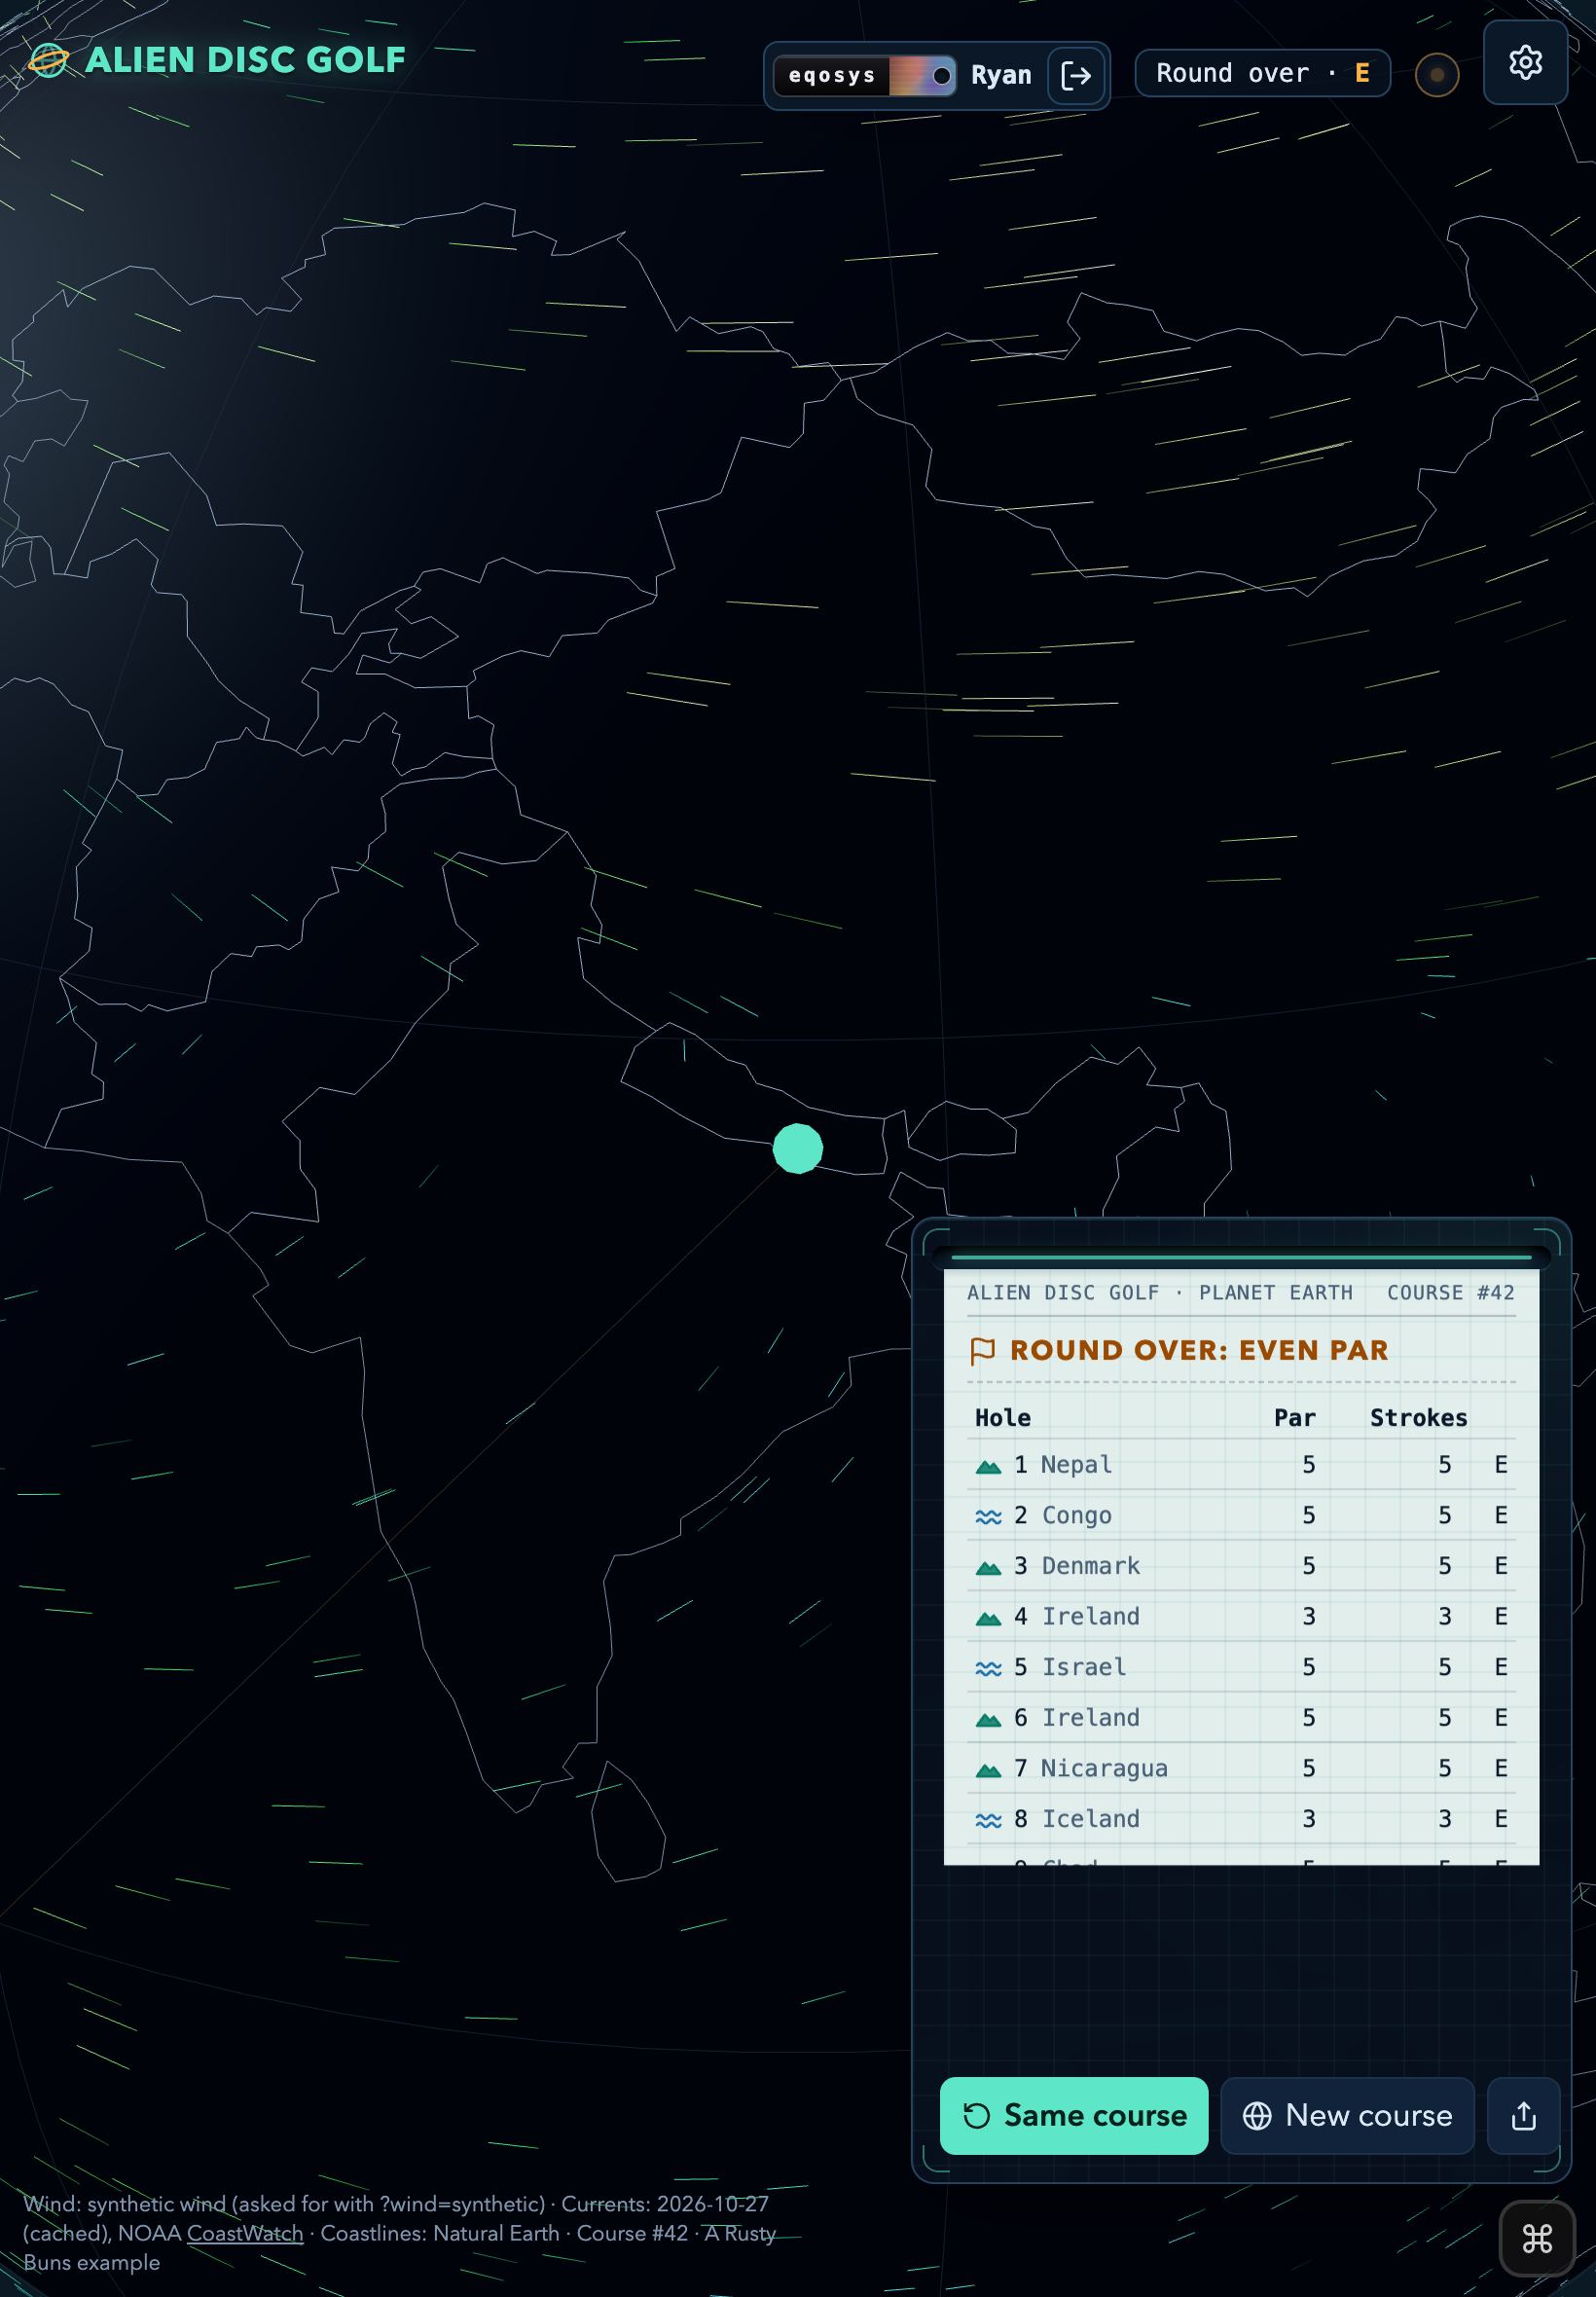 ALIEN DISC GOLF
eqosys Ryan
Round over · E
ALIEN DISC GOLF · PLANET EARTH COURSE #42
ROUND OVER: EVEN PAR
Hole Par Strokes
1 Nepal 5 5 E
2 Congo 5 5 E
3 Denmark 5 5 E
4 Ireland 3 3 E
5 Israel 5 5 E
6 Ireland 5 5 E
7 Nicaragua 5 5 E
8 Iceland 3 3 E
Same course
New course
Wind: synthetic wind (asked for with ?wind=synthetic) · Currents: 2026-10-27
(cached), NOAA CoastWatch · Coastlines: Natural Earth · Course #42 · A Rusty
Buns example